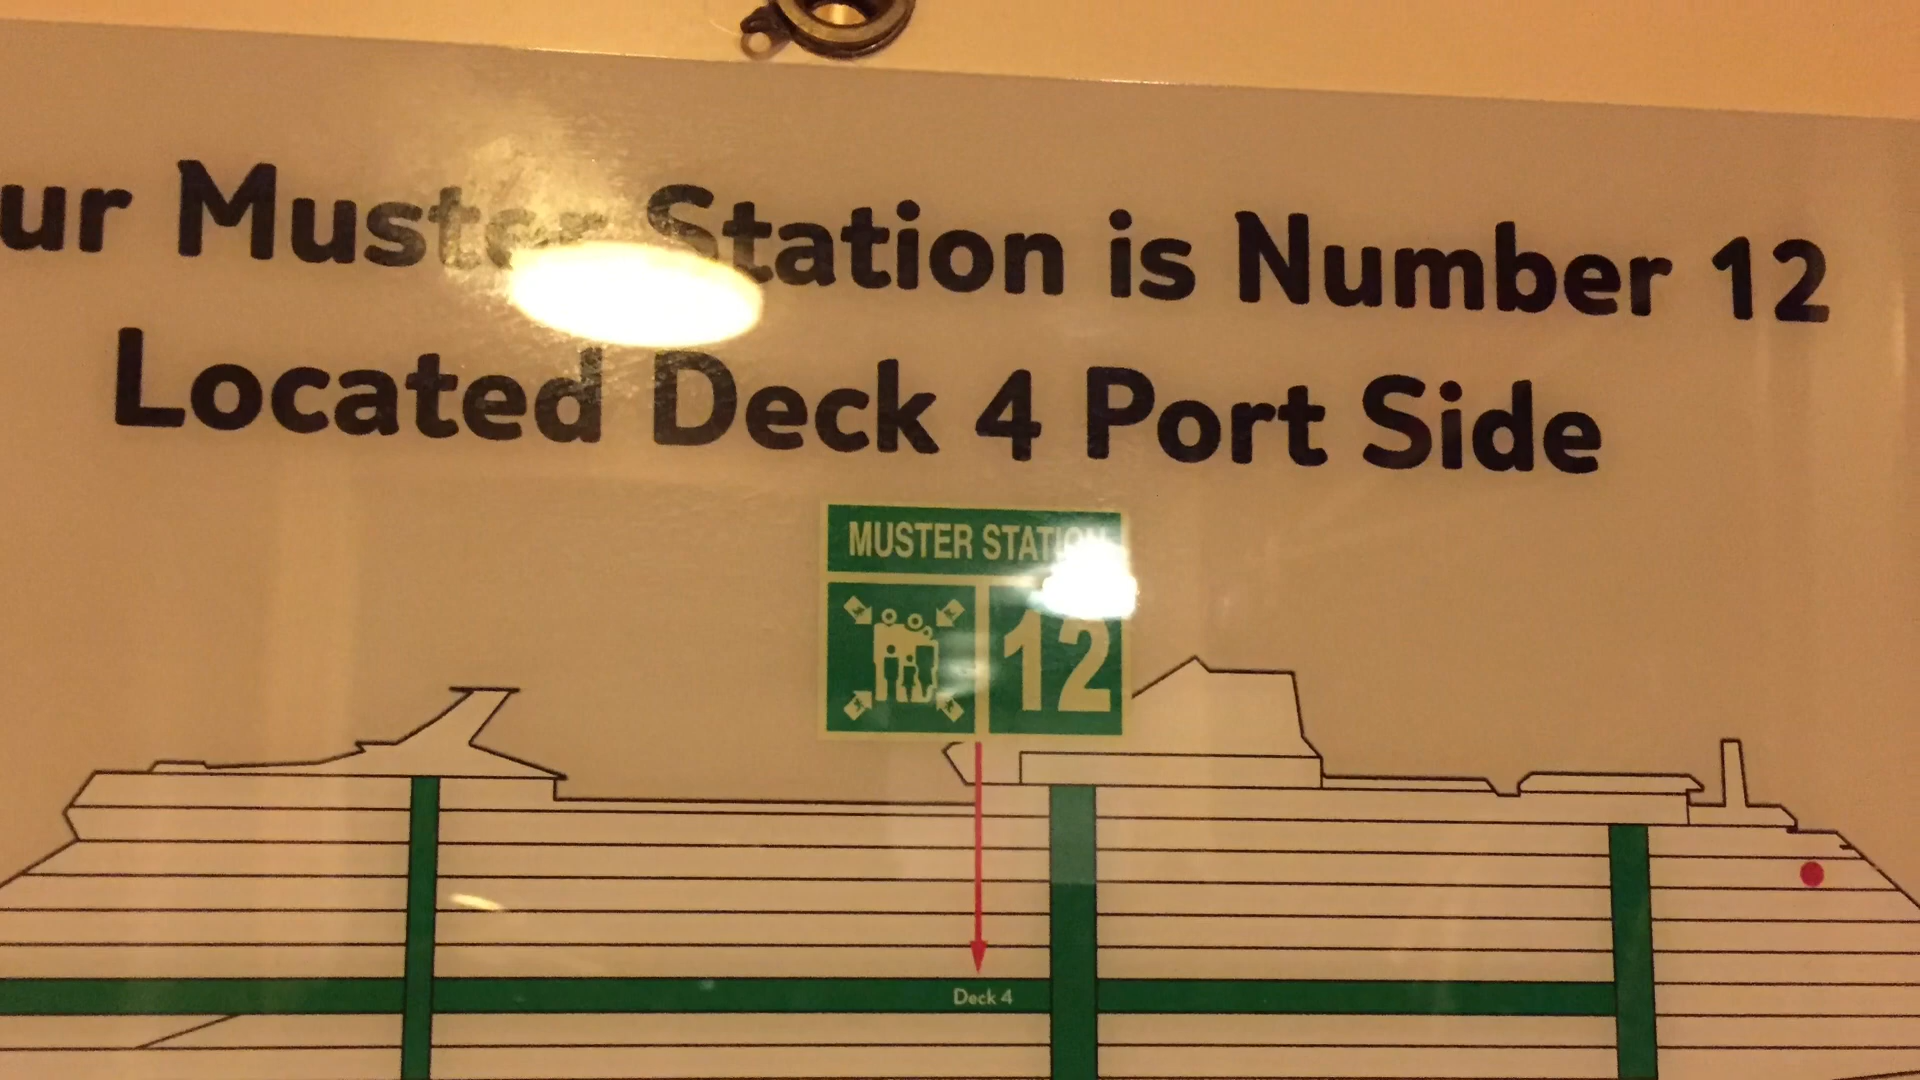 ur Muster Station is Number 12
Located Deck 4 Port Side
MUSTER STATION
12
Deck 4